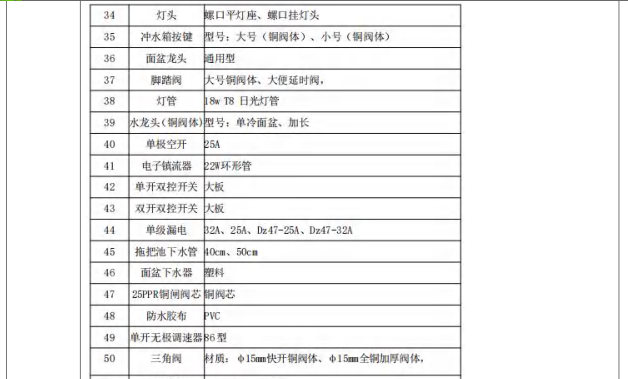 34 灯头 螺口平灯座、螺口挂灯头
35 冲水箱按键 型号：大号（铜阀体）、小号（铜阀体）
36 面盆龙头 通用型
37 脚踏阀 大号铜阀体、大便延时阀，
38 灯管 18w T8 日光灯管
39 水龙头（铜阀体） 型号：单冷面盆、加长
40 单极空开 25A
41 电子镇流器 22W环形管
42 单开双控开关 大板
43 双开双控开关 大板
44 单级漏电 32A、25A、Dz47-25A、Dz47-32A
45 拖把池下水管 40cm、50cm
46 面盆下水器 塑料
47 25PPR铜闸阀芯 铜阀芯
48 防水胶布 PVC
49 单开无极调速器 86型
50 三角阀 材质：φ15mm快开铜阀体、φ15mm全铜加厚阀体，